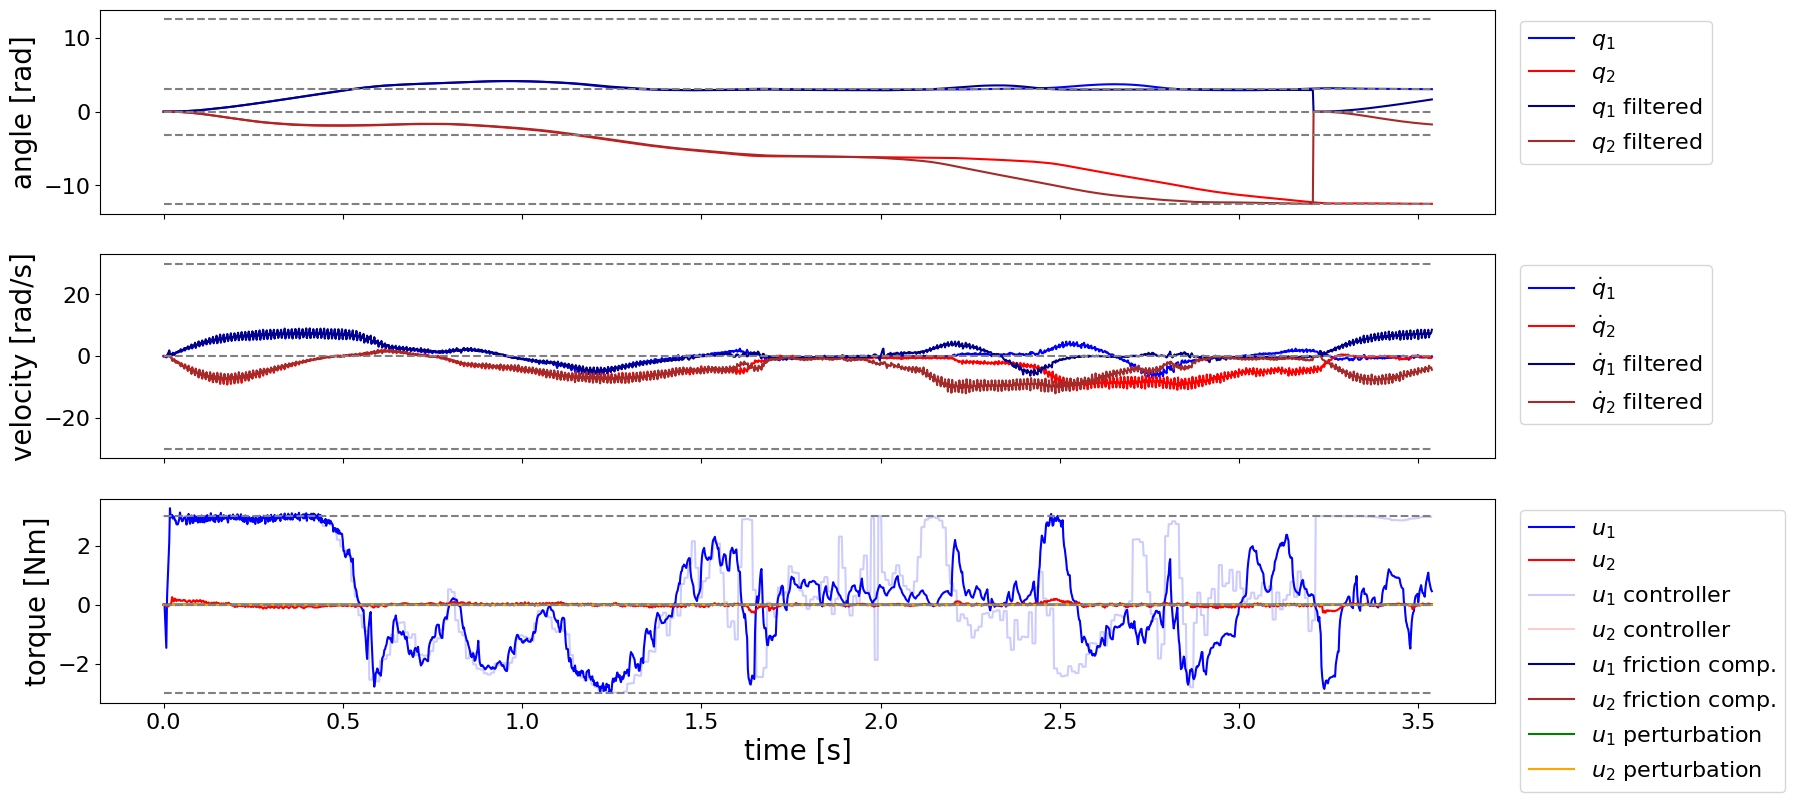 angle [rad]
10
0
−10
q₁
q₂
q₁ filtered
q₂ filtered
velocity [rad/s]
20
0
−20
q̇₁
q̇₂
q̇₁ filtered
q̇₂ filtered
torque [Nm]
2
0
−2
0.0 0.5 1.0 1.5 2.0 2.5 3.0 3.5
time [s]
u₁
u₂
u₁ controller
u₂ controller
u₁ friction comp.
u₂ friction comp.
u₁ perturbation
u₂ perturbation